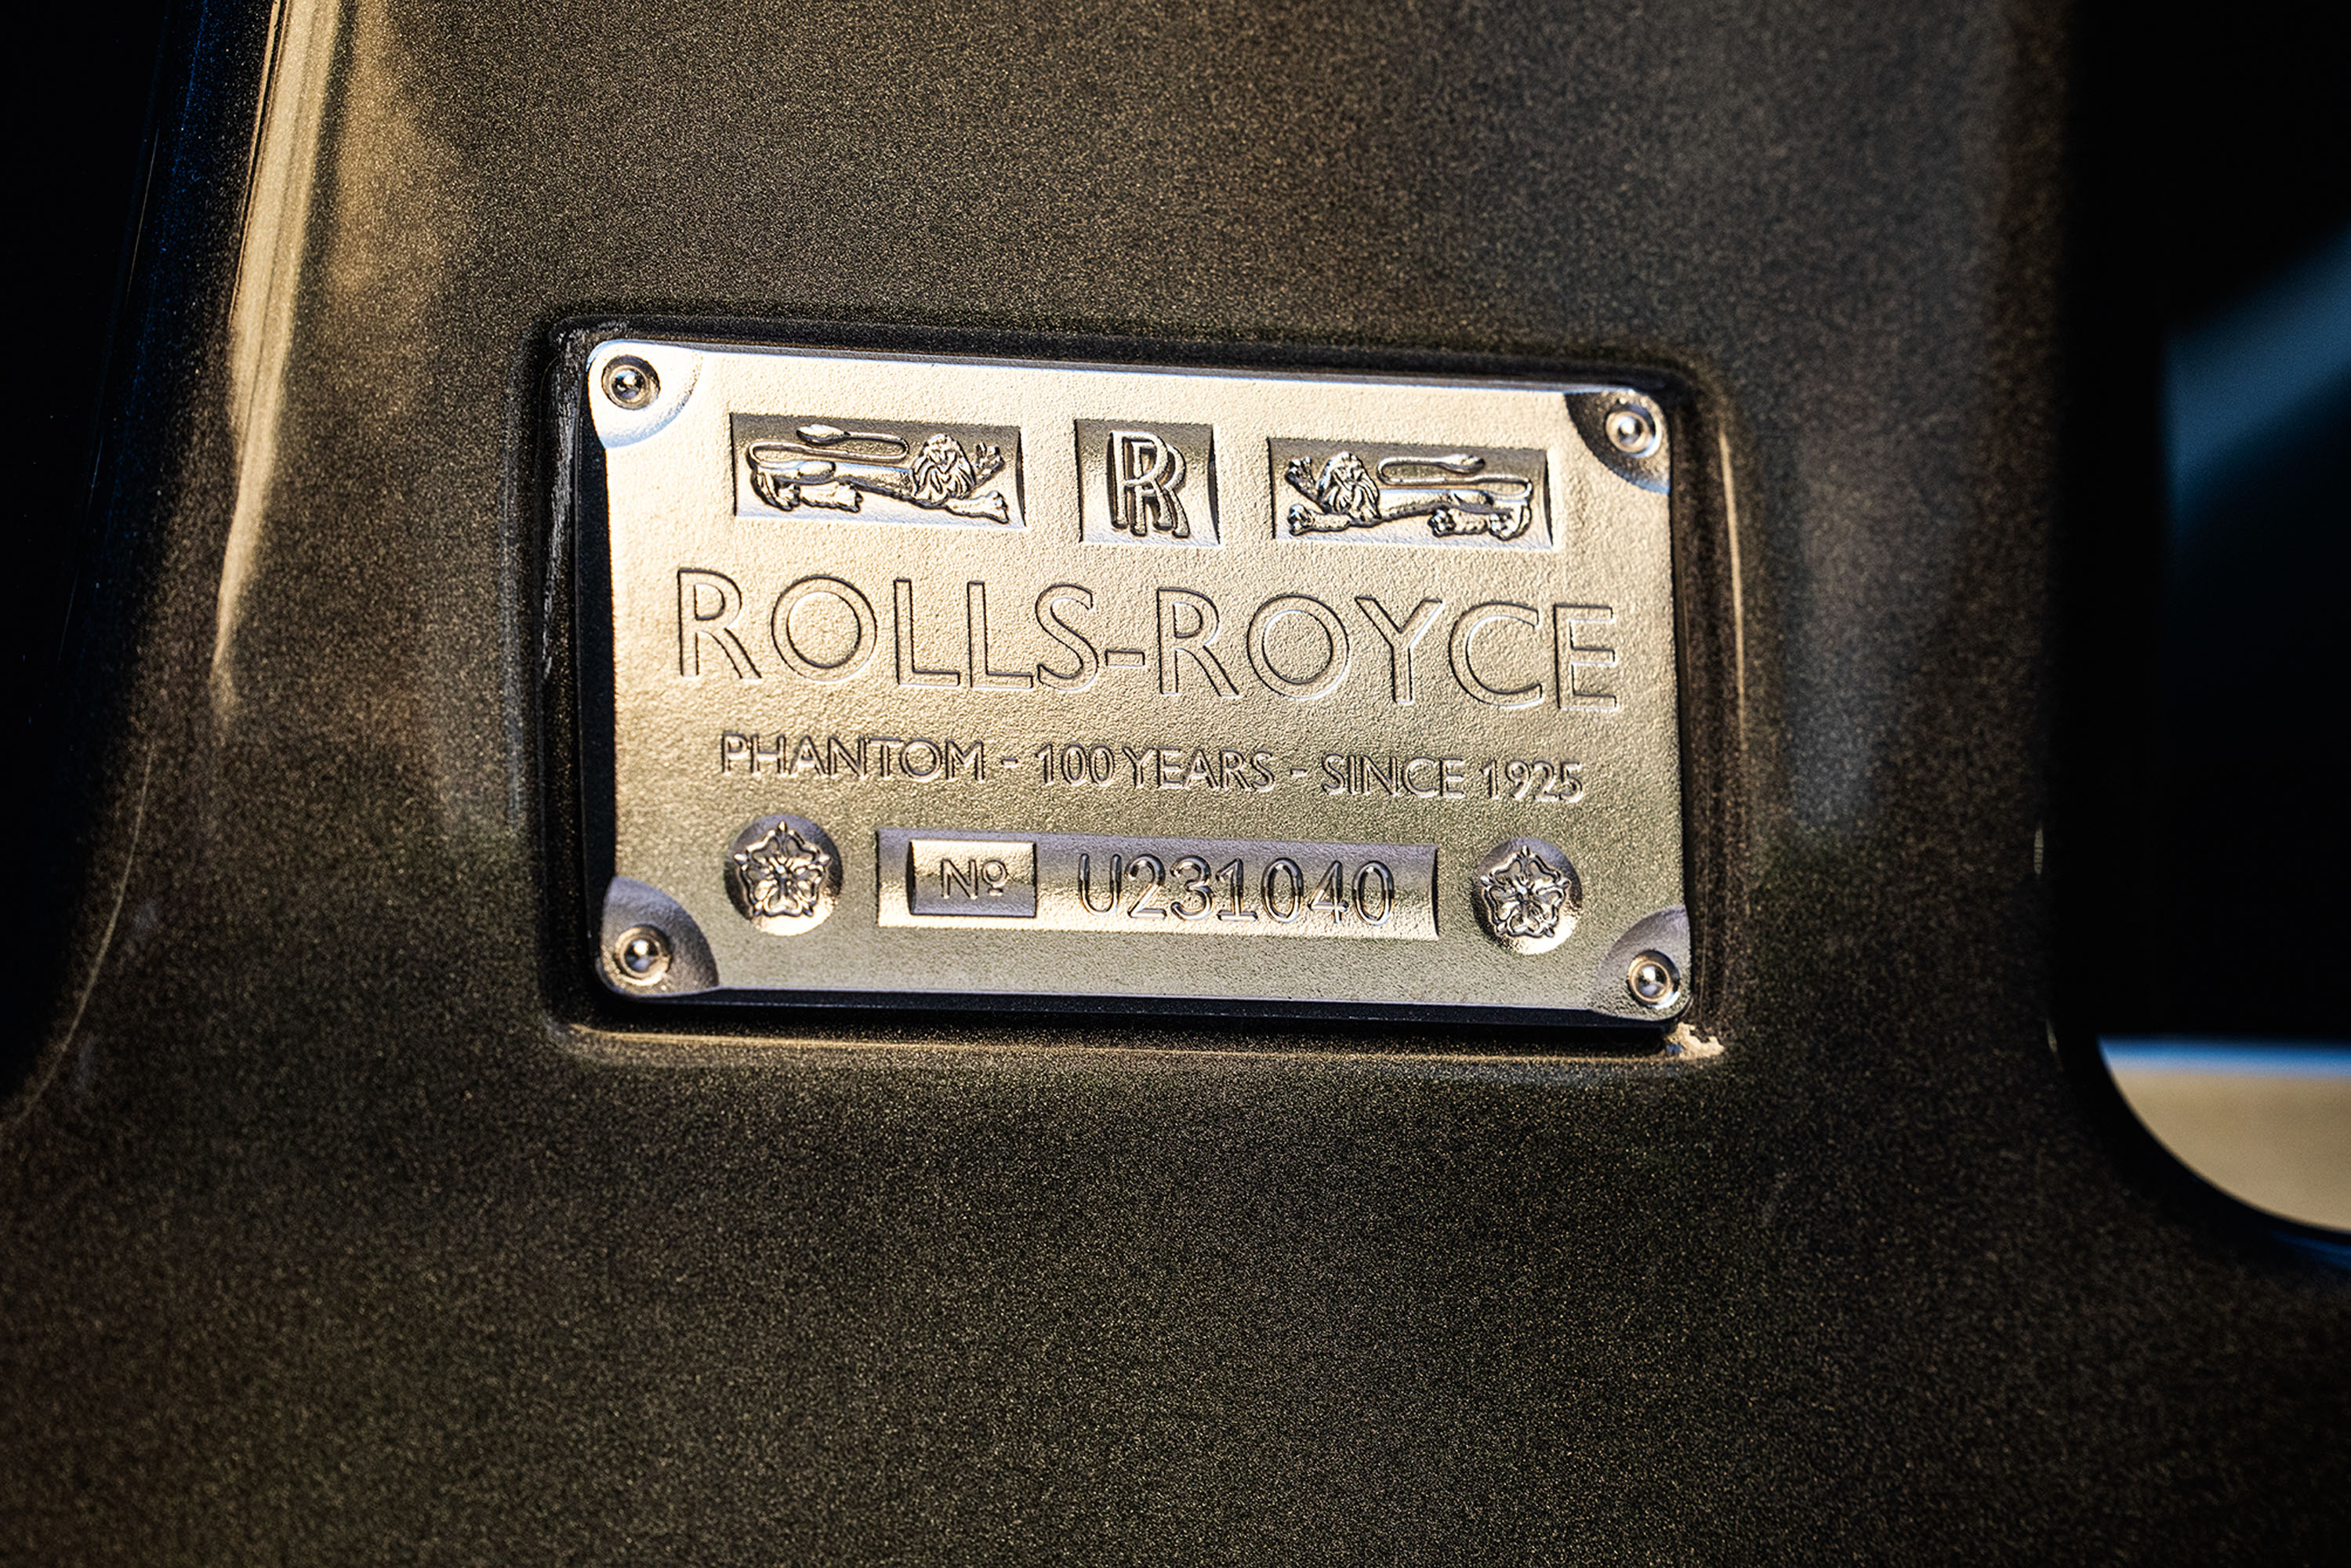 RR
ROLLS-ROYCE
PHANTOM - 100 YEARS - SINCE 1925
Nº U231040